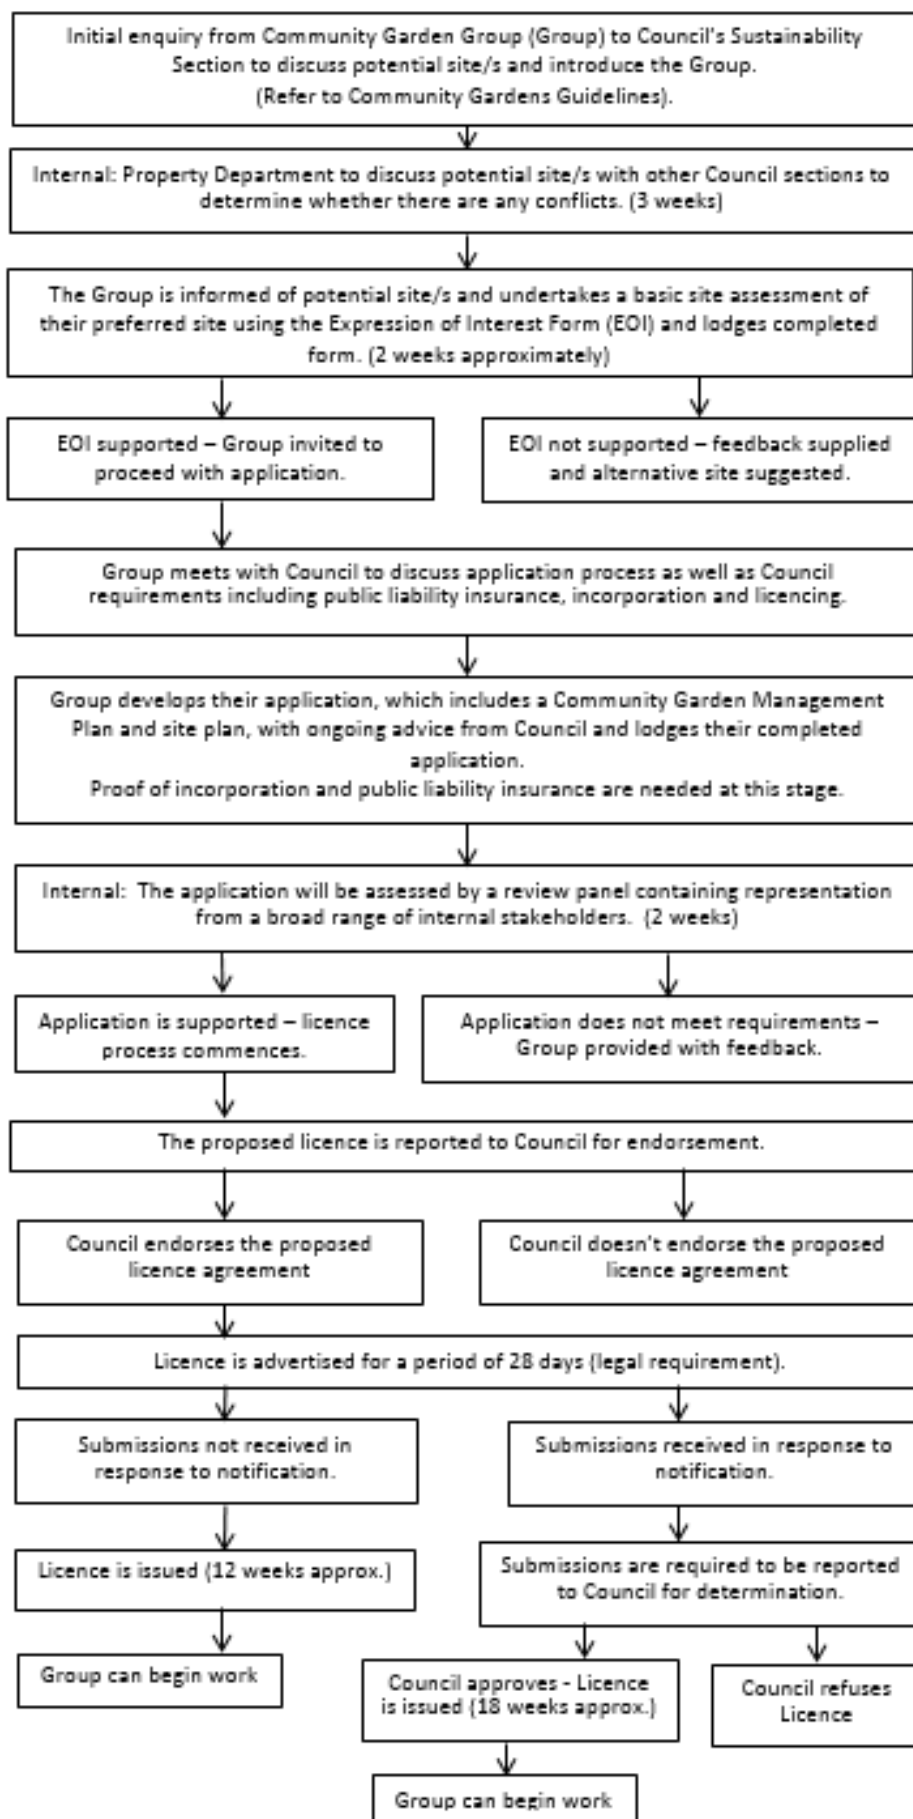 Initial enquiry from Community Garden Group (Group) to Council's Sustainability
Section to discuss potential site/s and introduce the Group.
(Refer to Community Gardens Guidelines).
Internal: Property Department to discuss potential site/s with other Council sections to
determine whether there are any conflicts. (3 weeks)
The Group is informed of potential site/s and undertakes a basic site assessment of
their preferred site using the Expression of Interest Form (EOI) and lodges completed
form. (2 weeks approximately)
EOI supported – Group invited to
proceed with application.
EOI not supported – feedback supplied
and alternative site suggested.
Group meets with Council to discuss application process as well as Council
requirements including public liability insurance, incorporation and licencing.
Group develops their application, which includes a Community Garden Management
Plan and site plan, with ongoing advice from Council and lodges their completed
application.
Proof of incorporation and public liability insurance are needed at this stage.
Internal: The application will be assessed by a review panel containing representation
from a broad range of internal stakeholders. (2 weeks)
Application is supported – licence
process commences.
Application does not meet requirements –
Group provided with feedback.
The proposed licence is reported to Council for endorsement.
Council endorses the proposed
licence agreement
Council doesn't endorse the proposed
licence agreement
Licence is advertised for a period of 28 days (legal requirement).
Submissions not received in
response to notification.
Submissions received in response to
notification.
Licence is issued (12 weeks approx.)
Submissions are required to be reported
to Council for determination.
Group can begin work
Council approves - Licence
is issued (18 weeks approx.)
Council refuses
Licence
Group can begin work